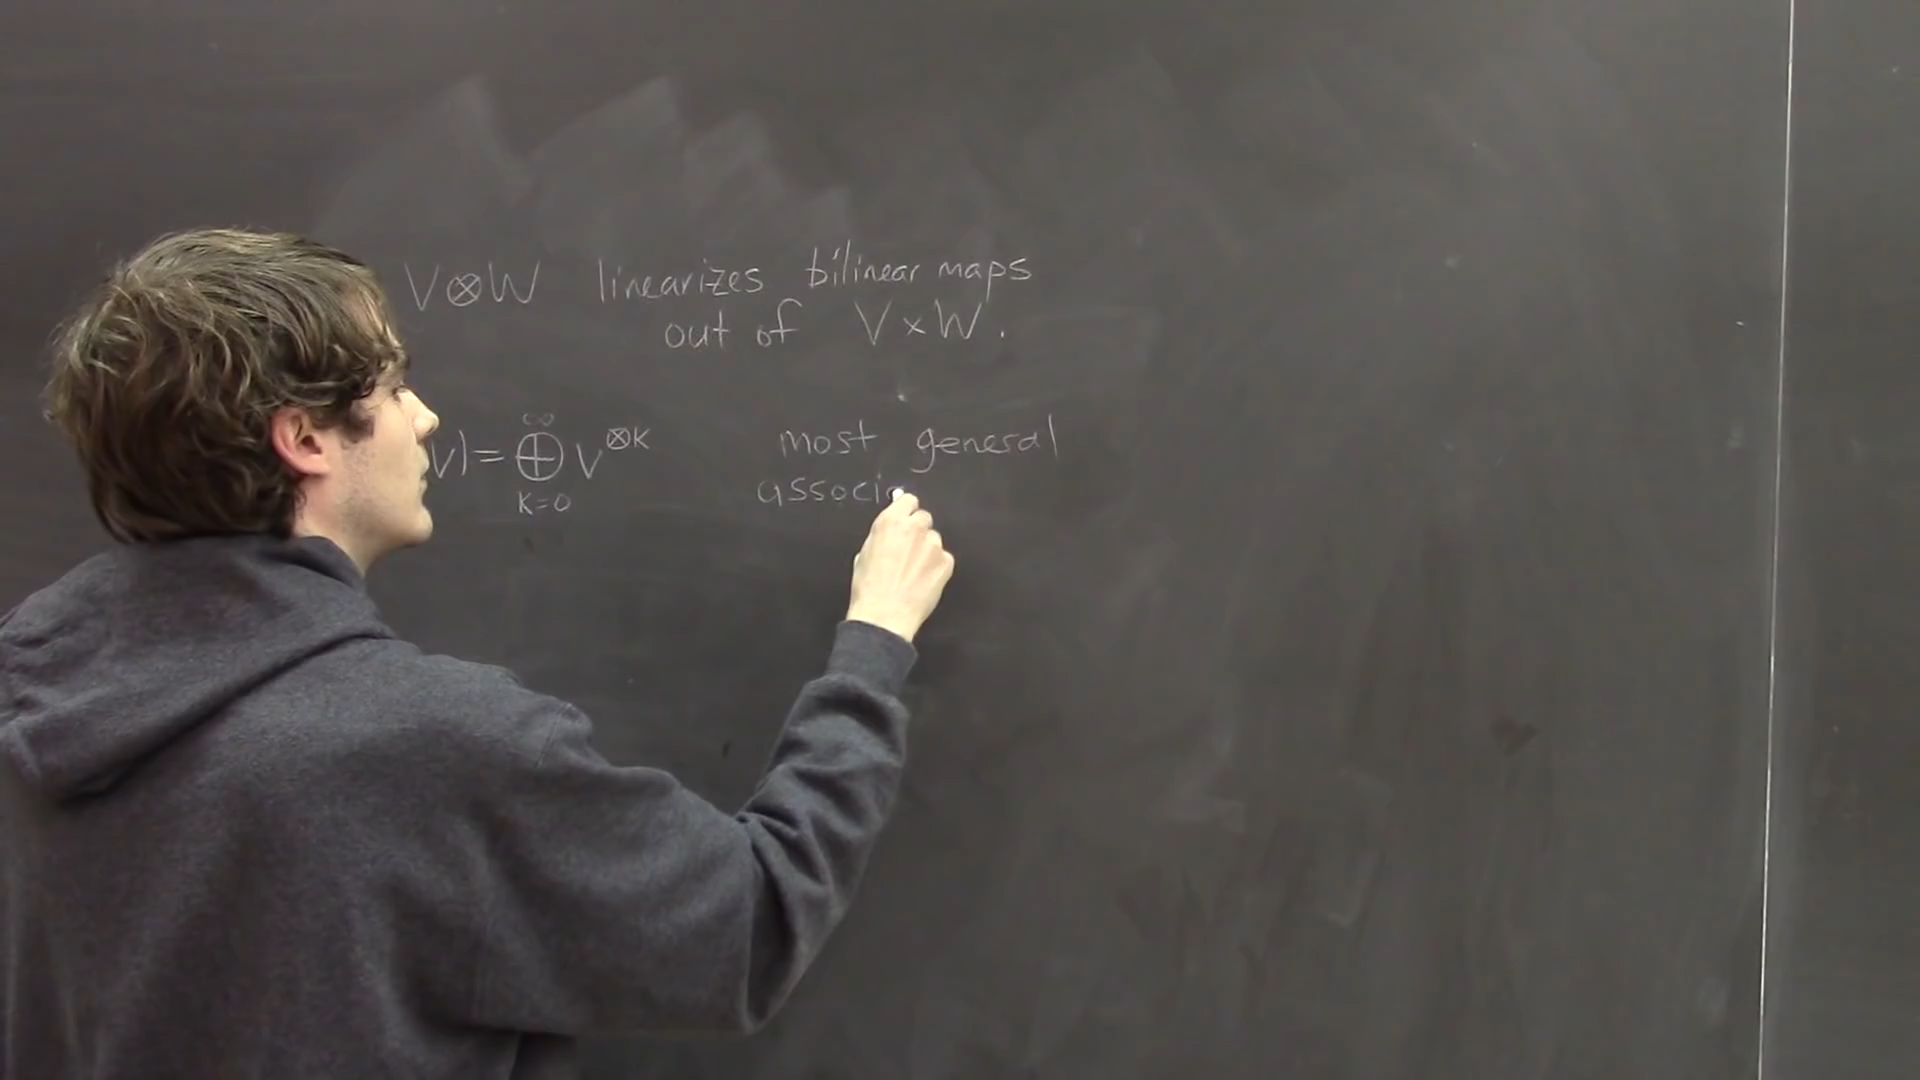 V⊗W linearizes bilinear maps
out of V×W.
V) = ⊕_{K=0}^{∞} V^{⊗K} most general
associ